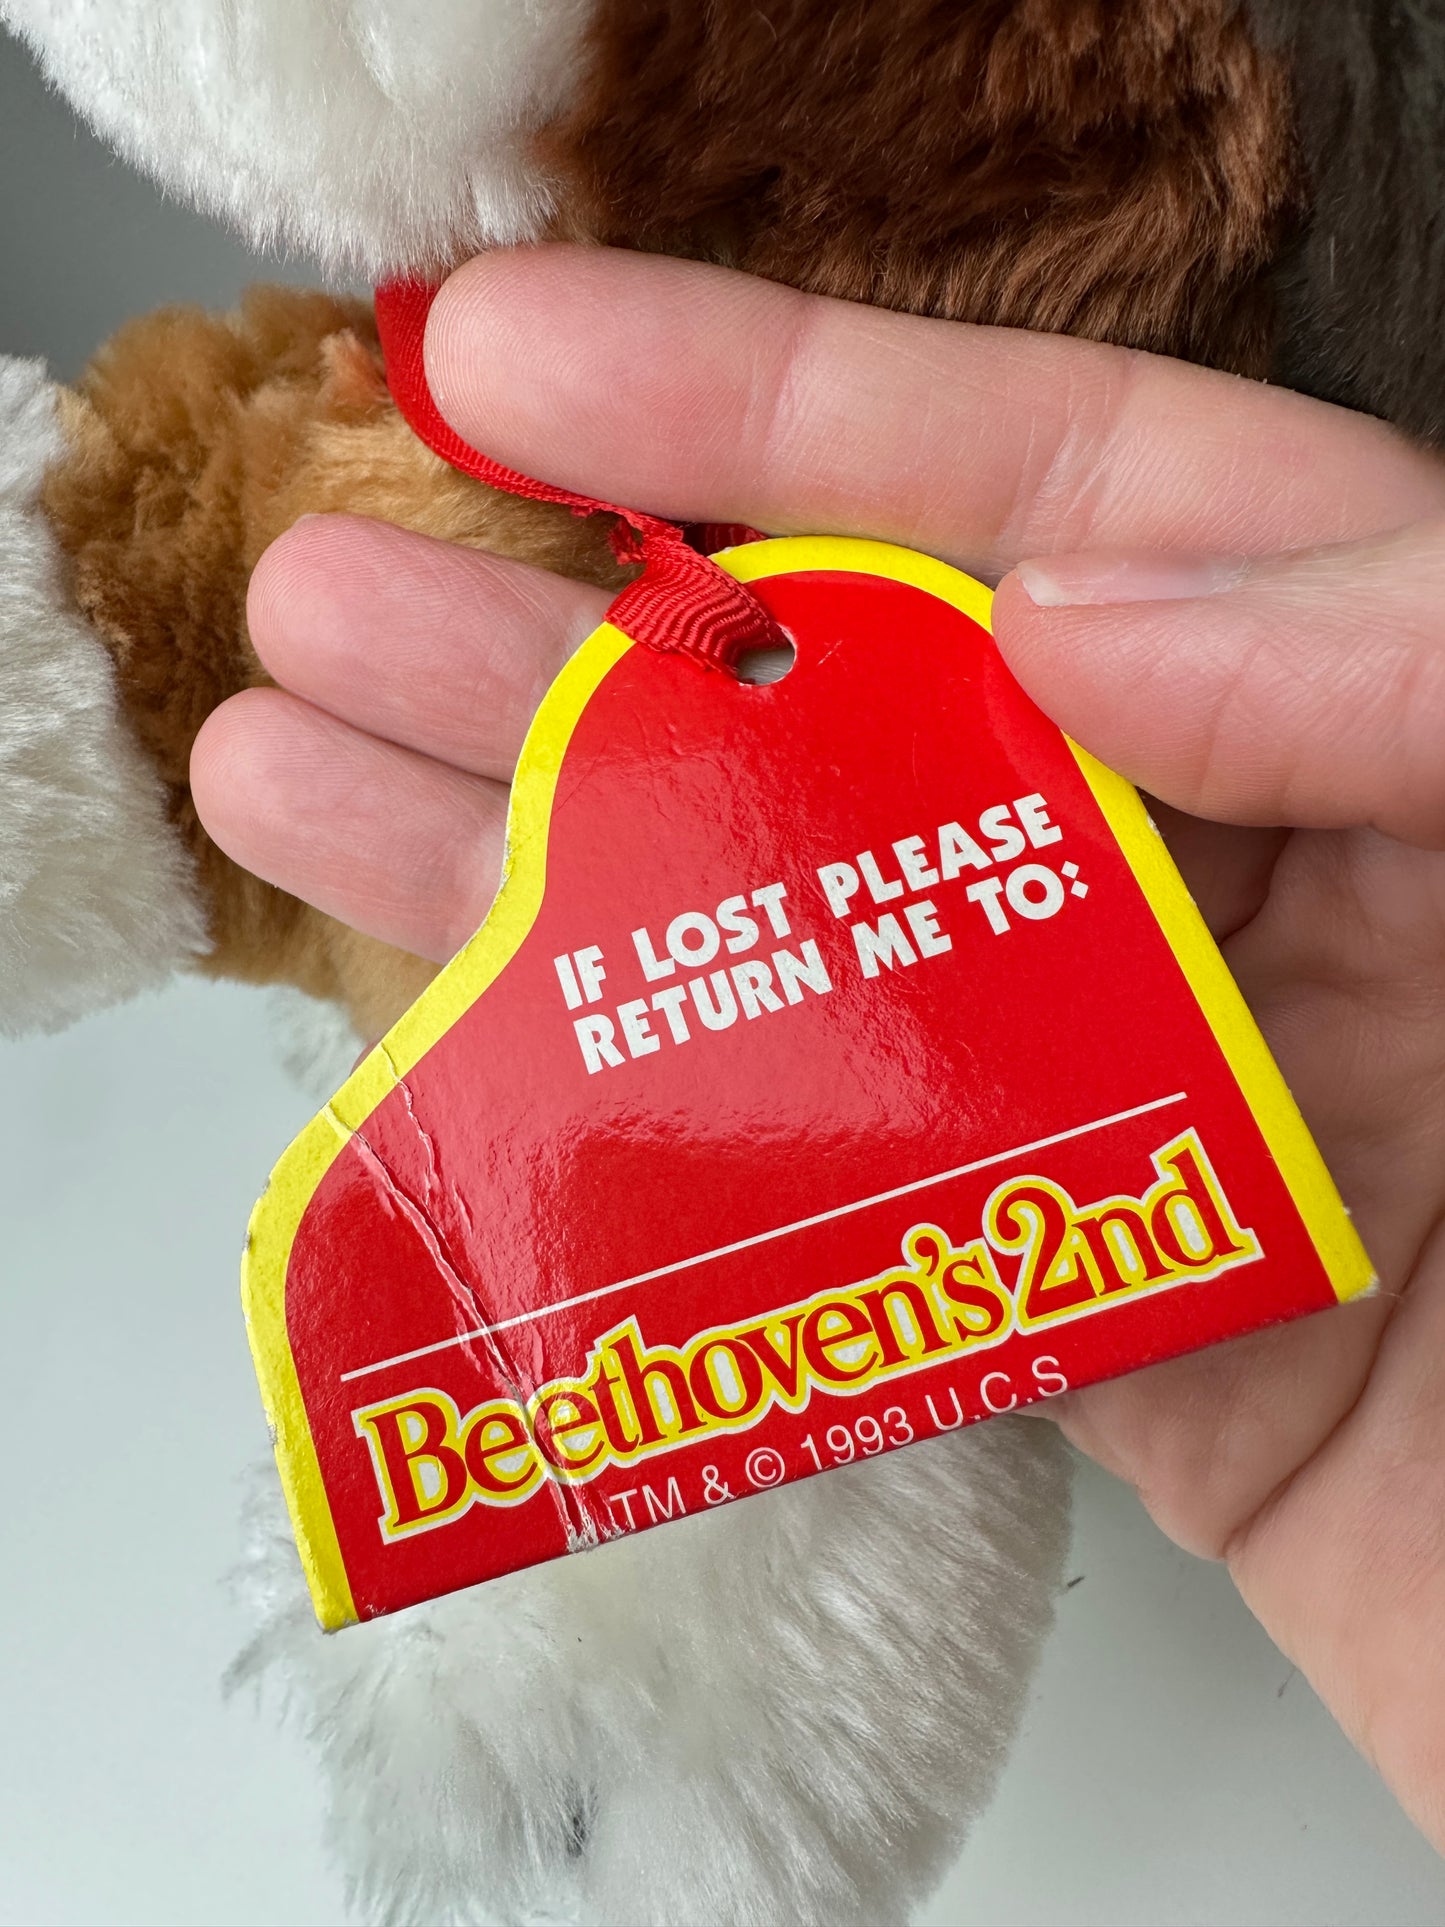 IF LOST PLEASE
RETURN ME TO:
Beethoven's 2nd
TM & © 1993 U.C.S